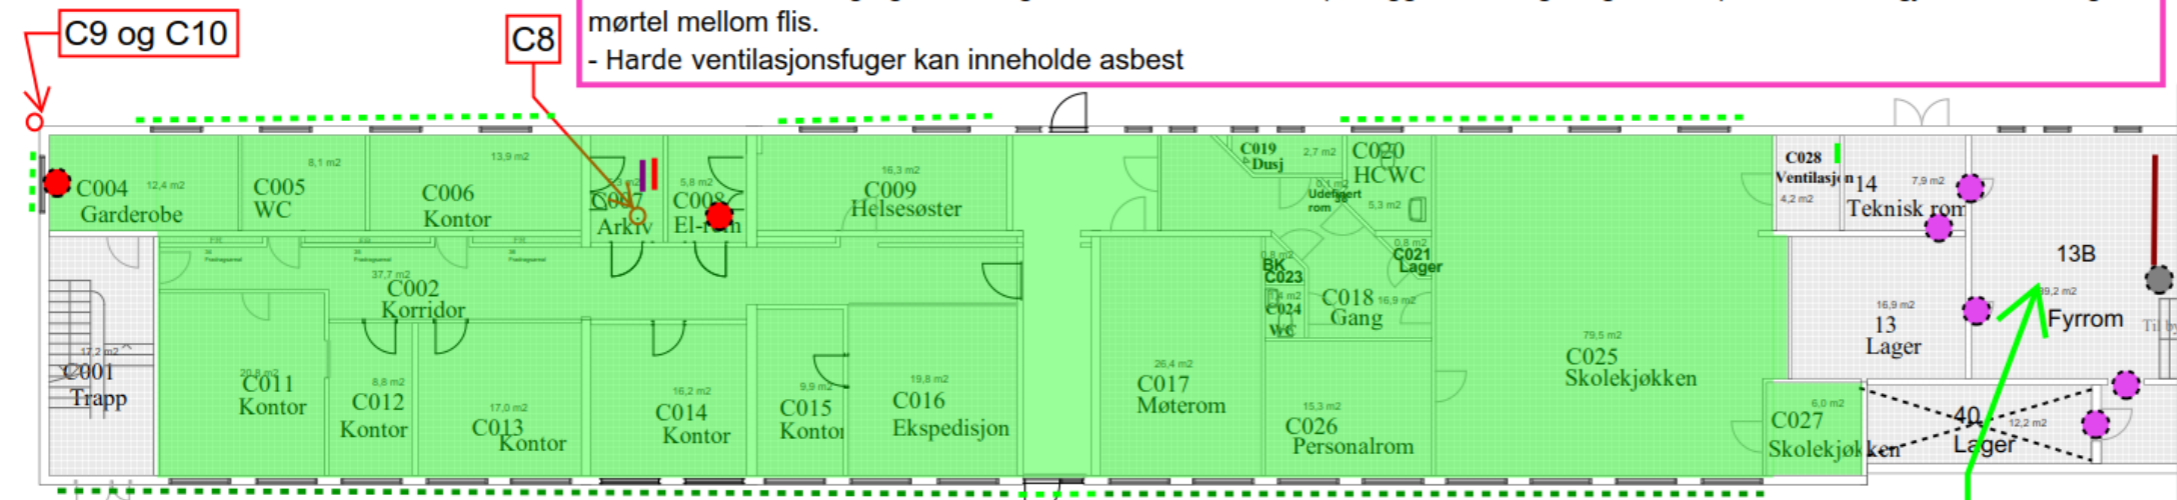 C9 og C10
C8
mørtel mellom flis.
- Harde ventilasjonsfuger kan inneholde asbest
C004
12,4 m2
Garderobe
8,1 m2
C005
WC
13,9 m2
C006
Kontor
C007
Arkiv
5,8 m2
C008
El-rom
16,3 m2
C009
Helsesøster
C019
Dusj
2,7 m2
C020
HCWC
5,3 m2
Udefinert
rom
C028
Ventilasjon
4,2 m2
14
7,9 m2
Teknisk rom
13B
39,2 m2
Fyrrom
FR
FR
FR
37,7 m2
C002
Korridor
0,8 m2
C021
Lager
BK
C023
C024
WC
C018
16,9 m2
Gang
16,9 m2
13
Lager
17,2 m2
C001
Trapp
20,8 m2
C011
Kontor
8,8 m2
C012
Kontor
17,0 m2
C013
Kontor
16,2 m2
C014
Kontor
9,9 m2
C015
Kontor
19,8 m2
C016
Ekspedisjon
26,4 m2
C017
Møterom
15,3 m2
C026
Personalrom
79,5 m2
C025
Skolekjøkken
6,0 m2
C027
Skolekjøkken
40
12,2 m2
Lager